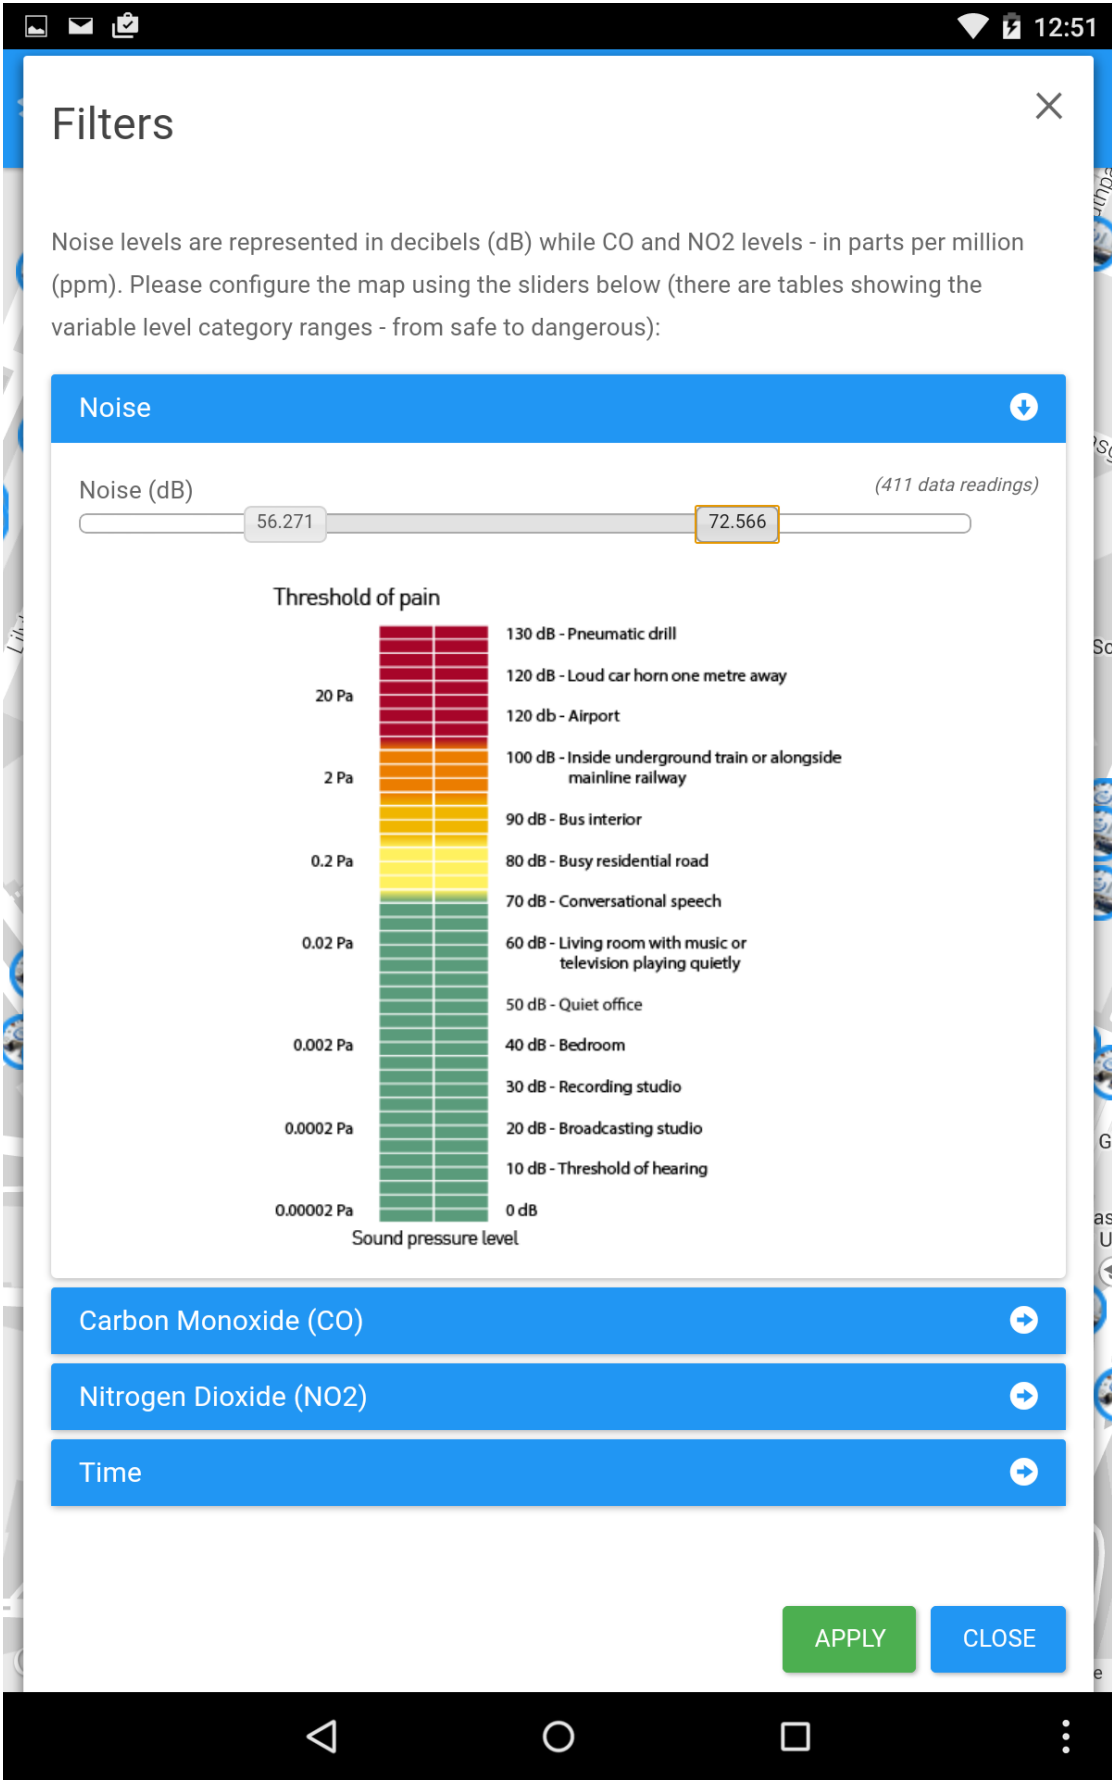 12:51
Filters
Noise levels are represented in decibels (dB) while CO and NO2 levels - in parts per million
(ppm). Please configure the map using the sliders below (there are tables showing the
variable level category ranges - from safe to dangerous):
Noise
Noise (dB)
(411 data readings)
56.271
72.566
Threshold of pain
130 dB - Pneumatic drill
120 dB - Loud car horn one metre away
20 Pa
120 db - Airport
100 dB - Inside underground train or alongside
mainline railway
2 Pa
90 dB - Bus interior
0.2 Pa
80 dB - Busy residential road
70 dB - Conversational speech
0.02 Pa
60 dB - Living room with music or
television playing quietly
50 dB - Quiet office
0.002 Pa
40 dB - Bedroom
30 dB - Recording studio
0.0002 Pa
20 dB - Broadcasting studio
10 dB - Threshold of hearing
0.00002 Pa
0 dB
Sound pressure level
Carbon Monoxide (CO)
Nitrogen Dioxide (NO2)
Time
APPLY
CLOSE